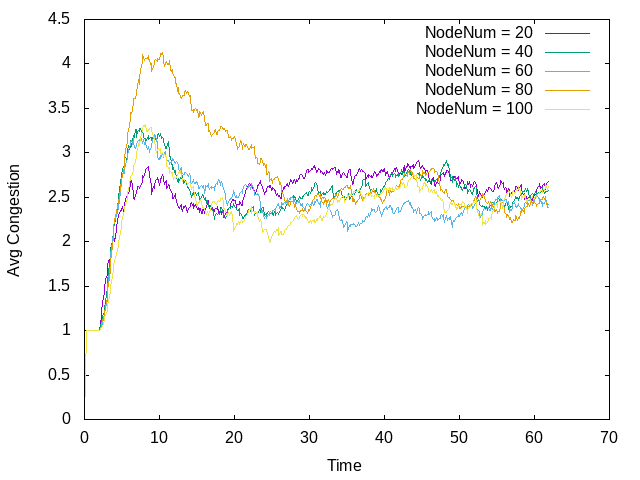 4.5
4
3.5
3
2.5
2
1.5
1
0.5
0
0 10 20 30 40 50 60 70
Avg Congestion
Time
NodeNum = 20
NodeNum = 40
NodeNum = 60
NodeNum = 80
NodeNum = 100